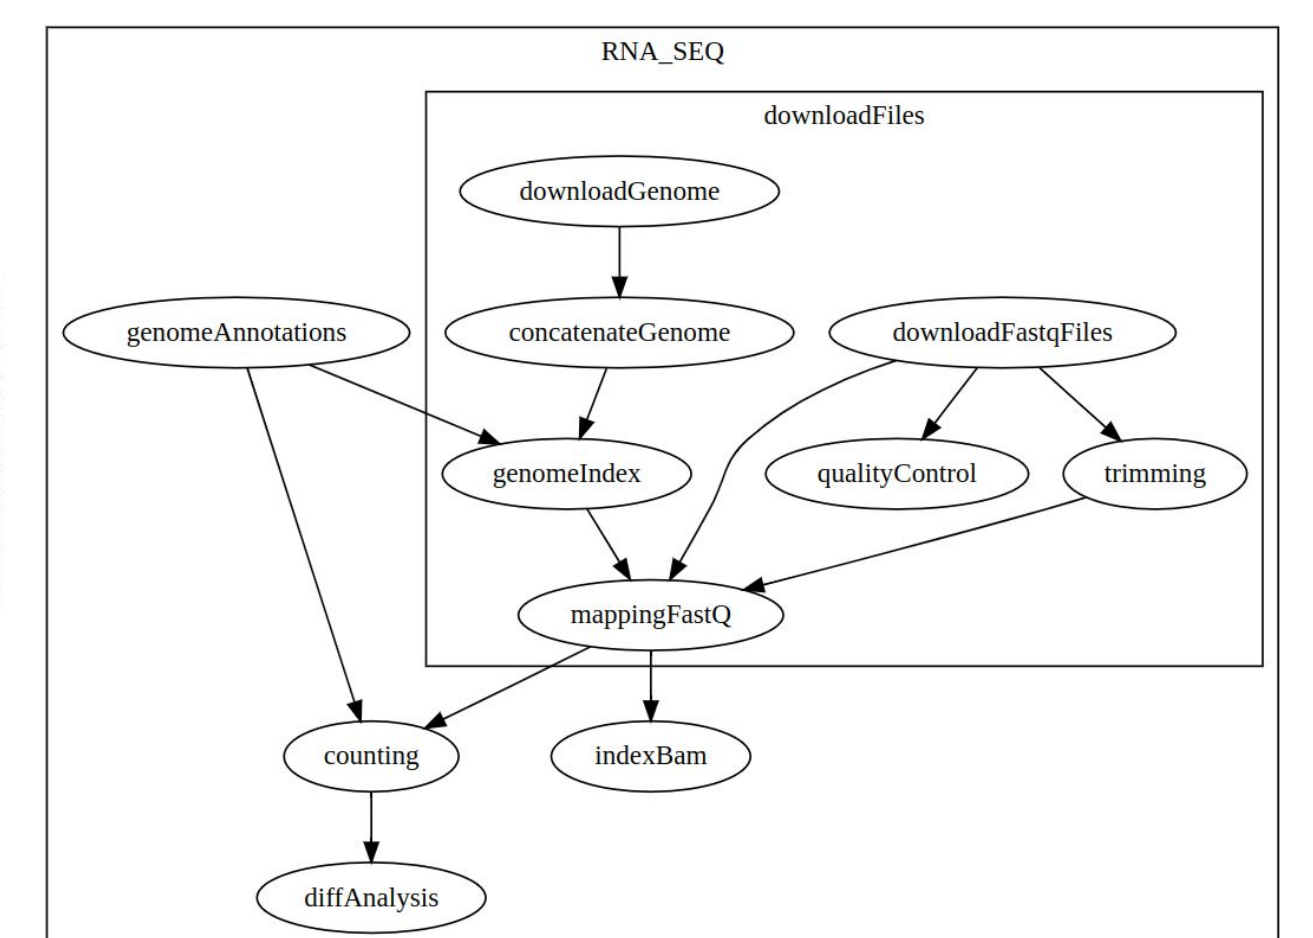 RNA_SEQ
downloadFiles
downloadGenome
genomeAnnotations
concatenateGenome
downloadFastqFiles
genomeIndex
qualityControl
trimming
mappingFastQ
counting
indexBam
diffAnalysis